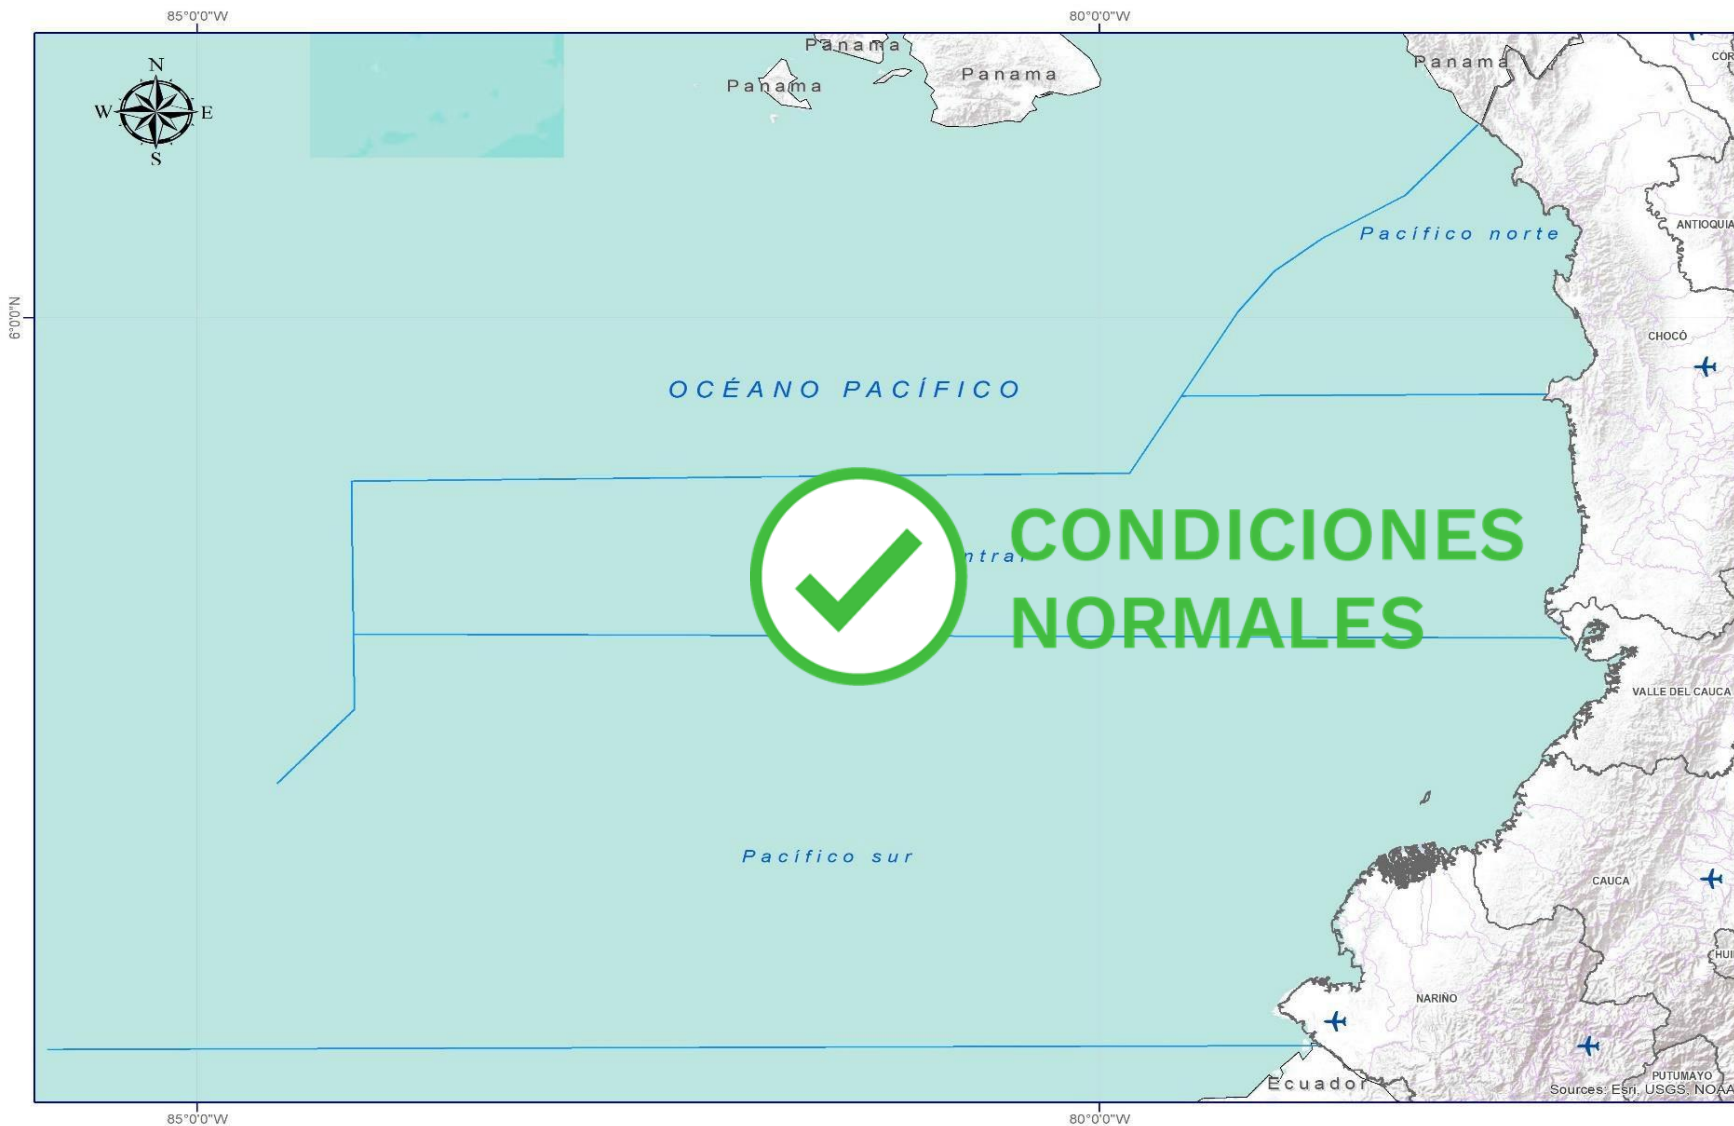 85°0'0"W
80°0'0"W
N
W
E
S
Panama
Panama
Panama
Panama
CÓR
Pacífico norte
ANTIOQUIA
6°0'0"N
CHOCÓ
OCÉANO PACÍFICO
CONDICIONES
NORMALES
ntral
VALLE DEL CAUCA
Pacífico sur
CAUCA
HUI
NARIÑO
Ecuador
PUTUMAYO
Sources: Esri, USGS, NOAA
85°0'0"W
80°0'0"W